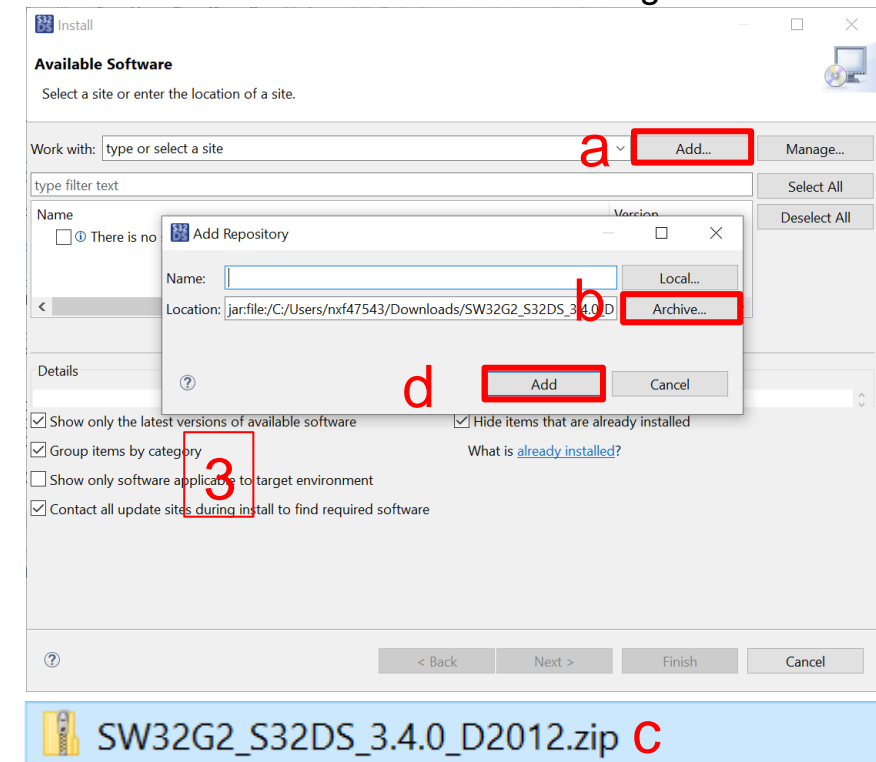 S32
DS Install
Available Software
Select a site or enter the location of a site.
Work with: type or select a site a Add... Manage...
type filter text Select All
Name Version Deselect All
There is no
S32
DS Add Repository
Name: Local...
Location: jar:file:/C:/Users/nxf47543/Downloads/SW32G2_S32DS_3.4.0_D b Archive...
Details
d Add Cancel
Show only the latest versions of available software Hide items that are already installed
Group items by category What is already installed?
Show only software applicable to target environment
3
Contact all update sites during install to find required software
< Back Next > Finish Cancel
SW32G2_S32DS_3.4.0_D2012.zip c